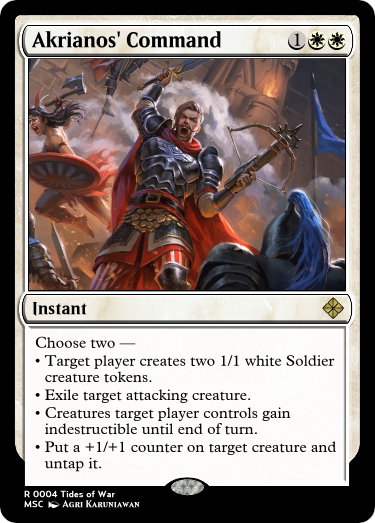 Akrianos' Command 1
Instant
Choose two —
• Target player creates two 1/1 white Soldier
creature tokens.
• Exile target attacking creature.
• Creatures target player controls gain
indestructible until end of turn.
• Put a +1/+1 counter on target creature and
untap it.
R 0004 Tides of War
MSC AGRI KARUNIAWAN